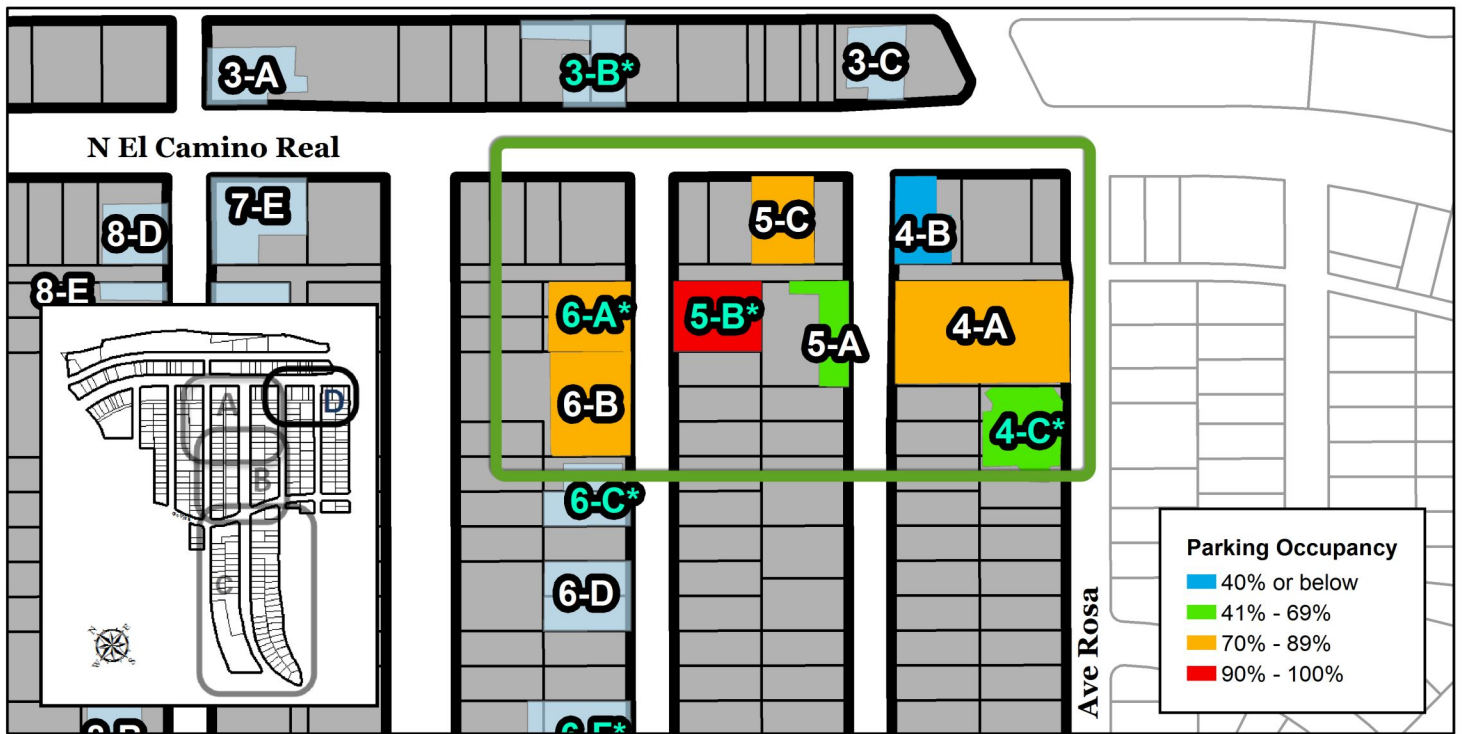 3-A
3-B*
3-C
N El Camino Real
8-D
7-E
5-C
4-B
8-E
6-A*
5-B*
5-A
4-A
6-B
4-C*
6-C*
6-D
A
D
B
C
N
E
W
S
Ave Rosa
Parking Occupancy
40% or below
41% - 69%
70% - 89%
90% - 100%